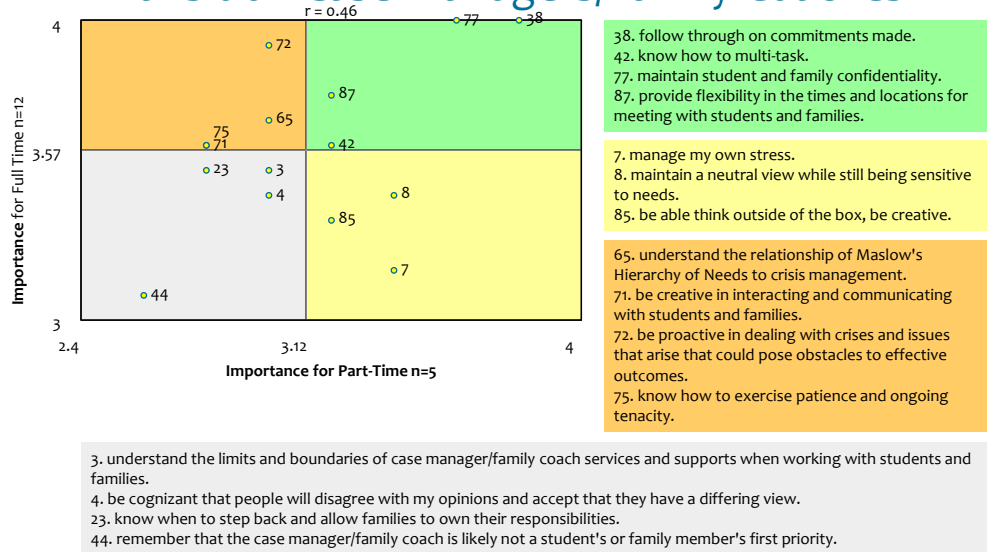 r = 0.46
4
77
38
72
87
65
75
71
42
3.57
23
3
4
8
85
7
44
3
2.4
3.12
4
Importance for Full Time n=12
Importance for Part-Time n=5
38. follow through on commitments made.
42. know how to multi-task.
77. maintain student and family confidentiality.
87. provide flexibility in the times and locations for
meeting with students and families.
7. manage my own stress.
8. maintain a neutral view while still being sensitive
to needs.
85. be able think outside of the box, be creative.
65. understand the relationship of Maslow's
Hierarchy of Needs to crisis management.
71. be creative in interacting and communicating
with students and families.
72. be proactive in dealing with crises and issues
that arise that could pose obstacles to effective
outcomes.
75. know how to exercise patience and ongoing
tenacity.
3. understand the limits and boundaries of case manager/family coach services and supports when working with students and
families.
4. be cognizant that people will disagree with my opinions and accept that they have a differing view.
23. know when to step back and allow families to own their responsibilities.
44. remember that the case manager/family coach is likely not a student's or family member's first priority.